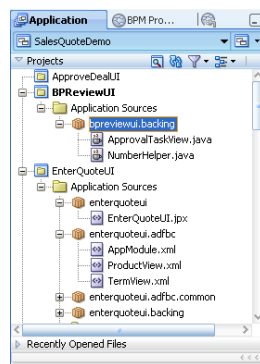 Application
BPM Pro...
SalesQuoteDemo
Projects
ApproveDealUI
BPReviewUI
Application Sources
bpreviewui.backing
ApprovalTaskView.java
NumberHelper.java
EnterQuoteUI
Application Sources
enterquoteui
EnterQuoteUI.jpx
enterquoteui.adfbc
AppModule.xml
ProductView.xml
TermView.xml
enterquoteui.adfbc.common
enterquoteui.backing
Recently Opened Files